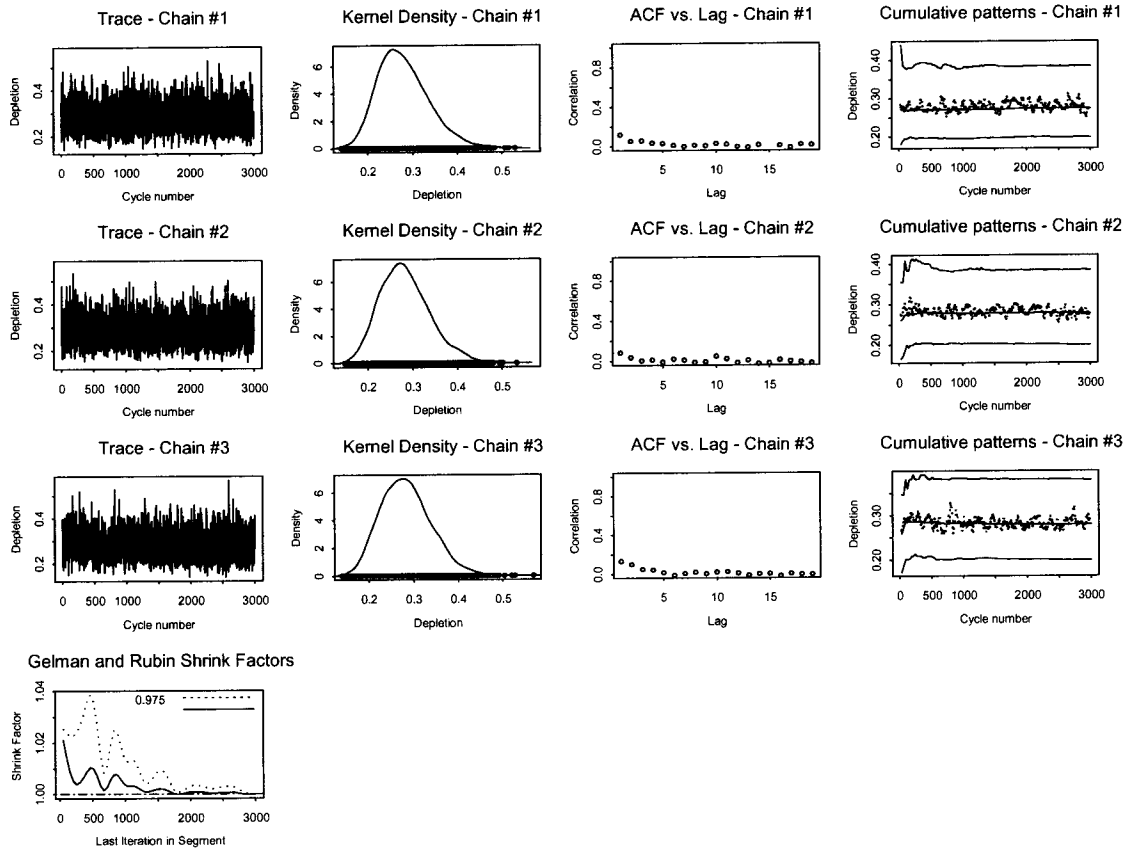 Trace - Chain #1
Depletion
0.2 0.4
0 500 1000 2000 3000
Cycle number
Kernel Density - Chain #1
Density
0 2 4 6
0.2 0.3 0.4 0.5
Depletion
ACF vs. Lag - Chain #1
Correlation
0.0 0.4 0.8
5 10 15
Lag
Cumulative patterns - Chain #1
Depletion
0.20 0.30 0.40
0 500 1000 2000 3000
Cycle number
Trace - Chain #2
Depletion
0.2 0.4
0 500 1000 2000 3000
Cycle number
Kernel Density - Chain #2
Density
0 2 4 6
0.2 0.3 0.4 0.5
Depletion
ACF vs. Lag - Chain #2
Correlation
0.0 0.4 0.8
5 10 15
Lag
Cumulative patterns - Chain #2
Depletion
0.20 0.30 0.40
0 500 1000 2000 3000
Cycle number
Trace - Chain #3
Depletion
0.2 0.4
0 500 1000 2000 3000
Cycle number
Kernel Density - Chain #3
Density
0 2 4 6
0.2 0.3 0.4 0.5
Depletion
ACF vs. Lag - Chain #3
Correlation
0.0 0.4 0.8
5 10 15
Lag
Cumulative patterns - Chain #3
Depletion
0.20 0.30
0 500 1000 2000 3000
Cycle number
Gelman and Rubin Shrink Factors
Shrink Factor
1.00 1.02 1.04
0.975
0 500 1000 2000 3000
Last Iteration in Segment